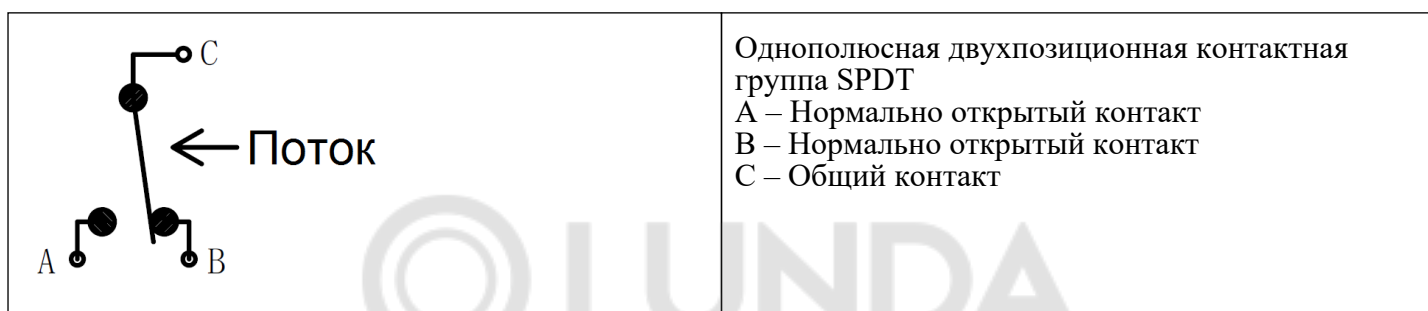 C
Поток
A
B
Однополюсная двухпозиционная контактная
группа SPDT
A – Нормально открытый контакт
B – Нормально открытый контакт
C – Общий контакт
LUNDA